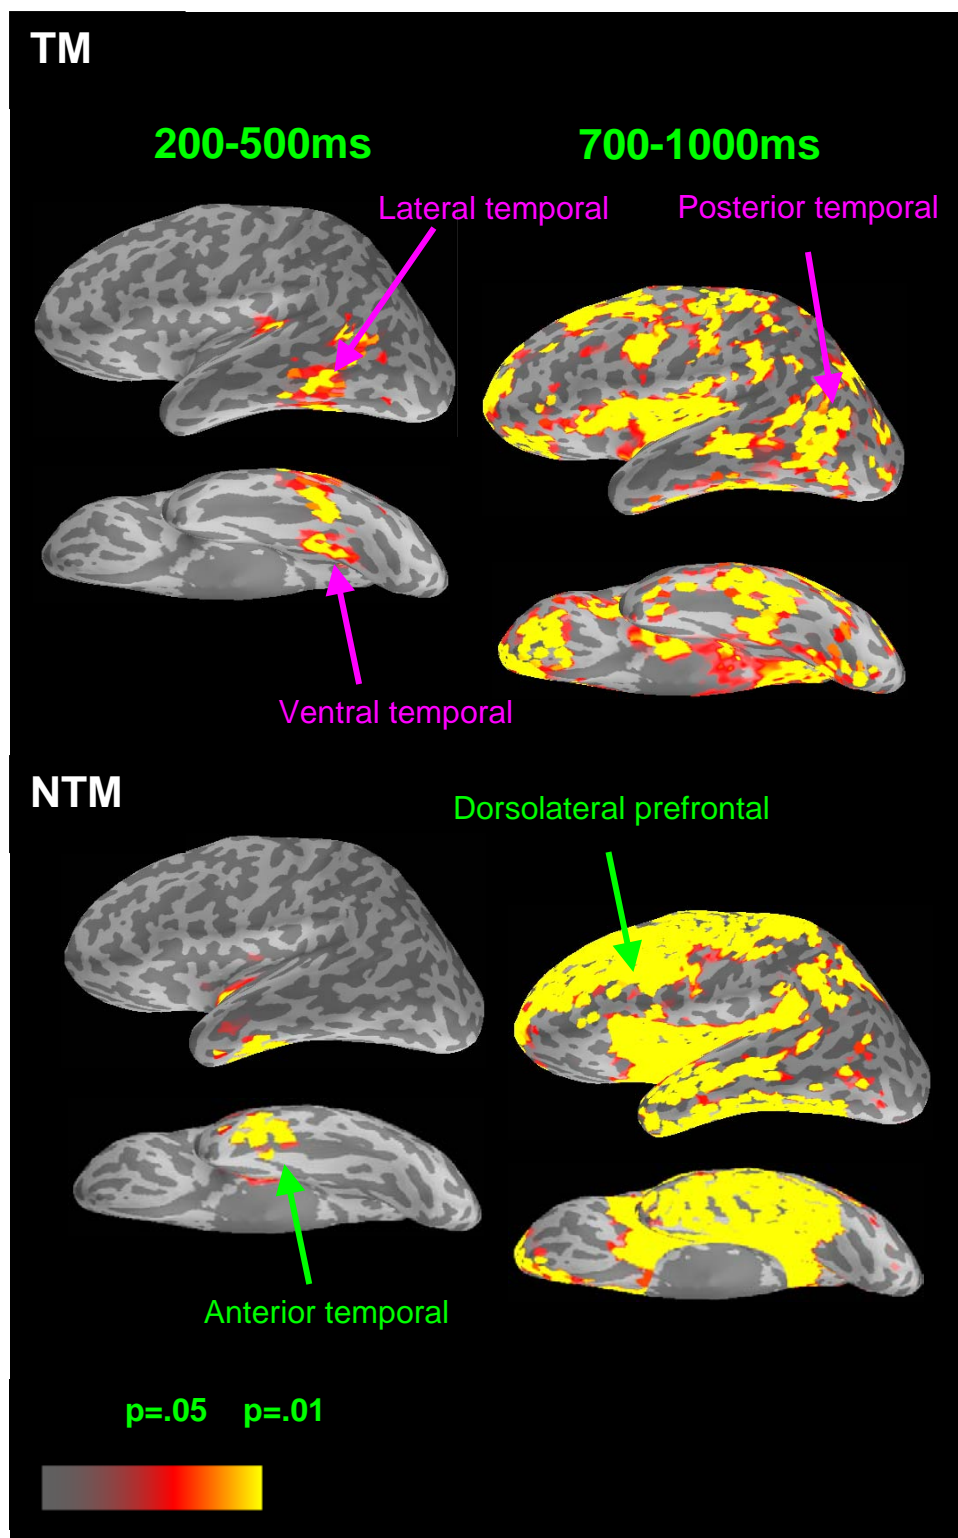 TM
200-500ms
700-1000ms
Lateral temporal
Posterior temporal
Ventral temporal
NTM
Dorsolateral prefrontal
Anterior temporal
p=.05 p=.01